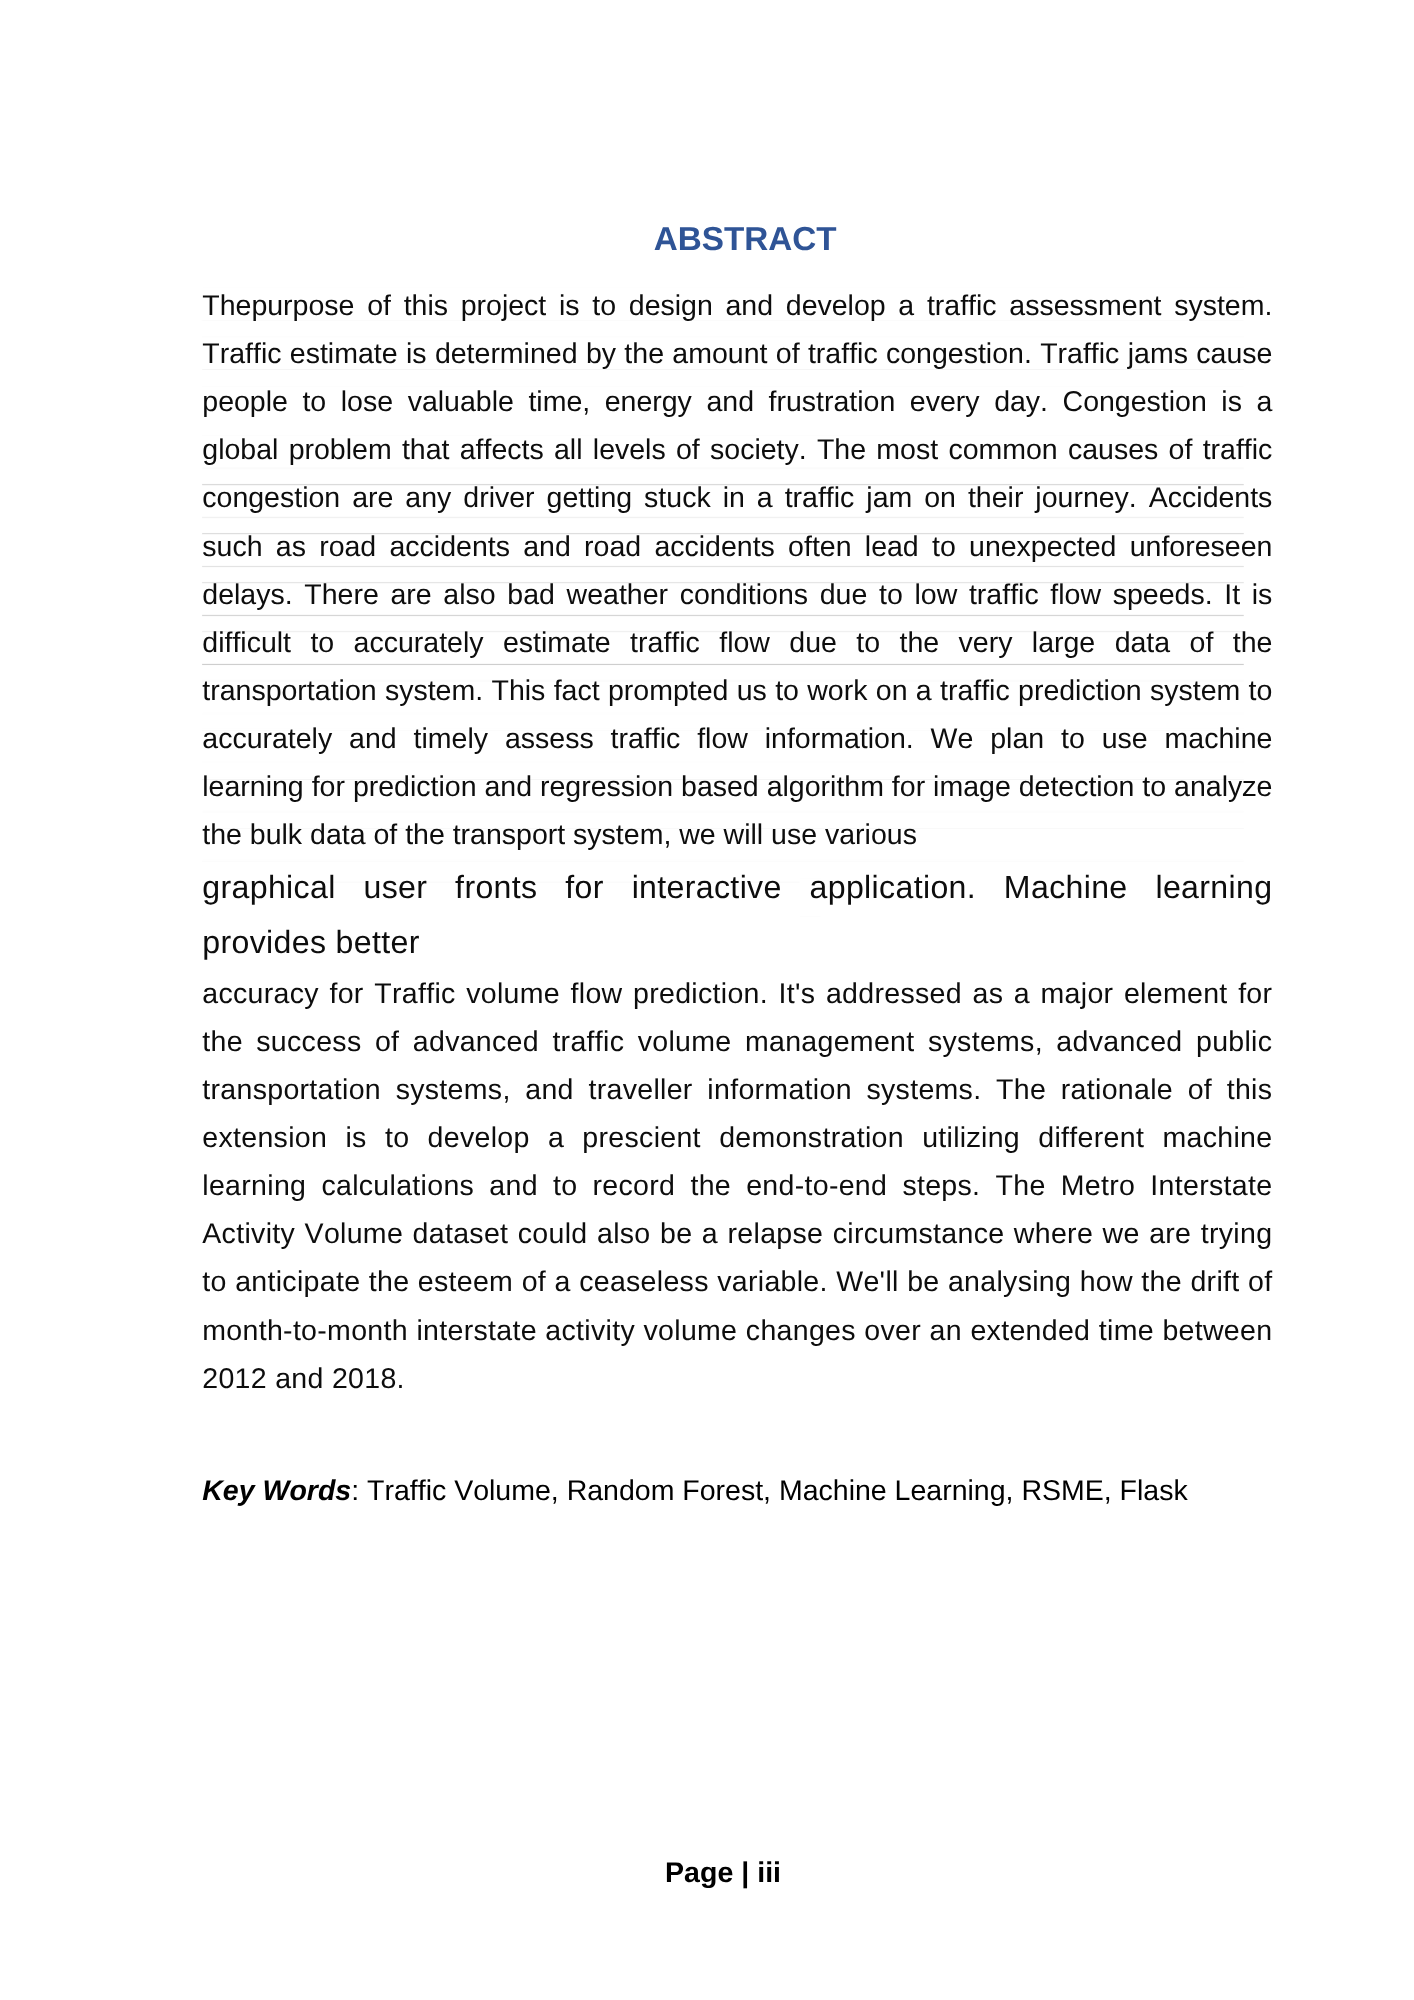 ABSTRACT
Thepurpose of this project is to design and develop a traffic assessment system.
Traffic estimate is determined by the amount of traffic congestion. Traffic jams cause
people to lose valuable time, energy and frustration every day. Congestion is a
global problem that affects all levels of society. The most common causes of traffic
congestion are any driver getting stuck in a traffic jam on their journey. Accidents
such as road accidents and road accidents often lead to unexpected unforeseen
delays. There are also bad weather conditions due to low traffic flow speeds. It is
difficult to accurately estimate traffic flow due to the very large data of the
transportation system. This fact prompted us to work on a traffic prediction system to
accurately and timely assess traffic flow information. We plan to use machine
learning for prediction and regression based algorithm for image detection to analyze
the bulk data of the transport system, we will use various
graphical user fronts for interactive application. Machine learning
provides better
accuracy for Traffic volume flow prediction. It's addressed as a major element for
the success of advanced traffic volume management systems, advanced public
transportation systems, and traveller information systems. The rationale of this
extension is to develop a prescient demonstration utilizing different machine
learning calculations and to record the end-to-end steps. The Metro Interstate
Activity Volume dataset could also be a relapse circumstance where we are trying
to anticipate the esteem of a ceaseless variable. We'll be analysing how the drift of
month-to-month interstate activity volume changes over an extended time between
2012 and 2018.
Key Words: Traffic Volume, Random Forest, Machine Learning, RSME, Flask
Page | iii